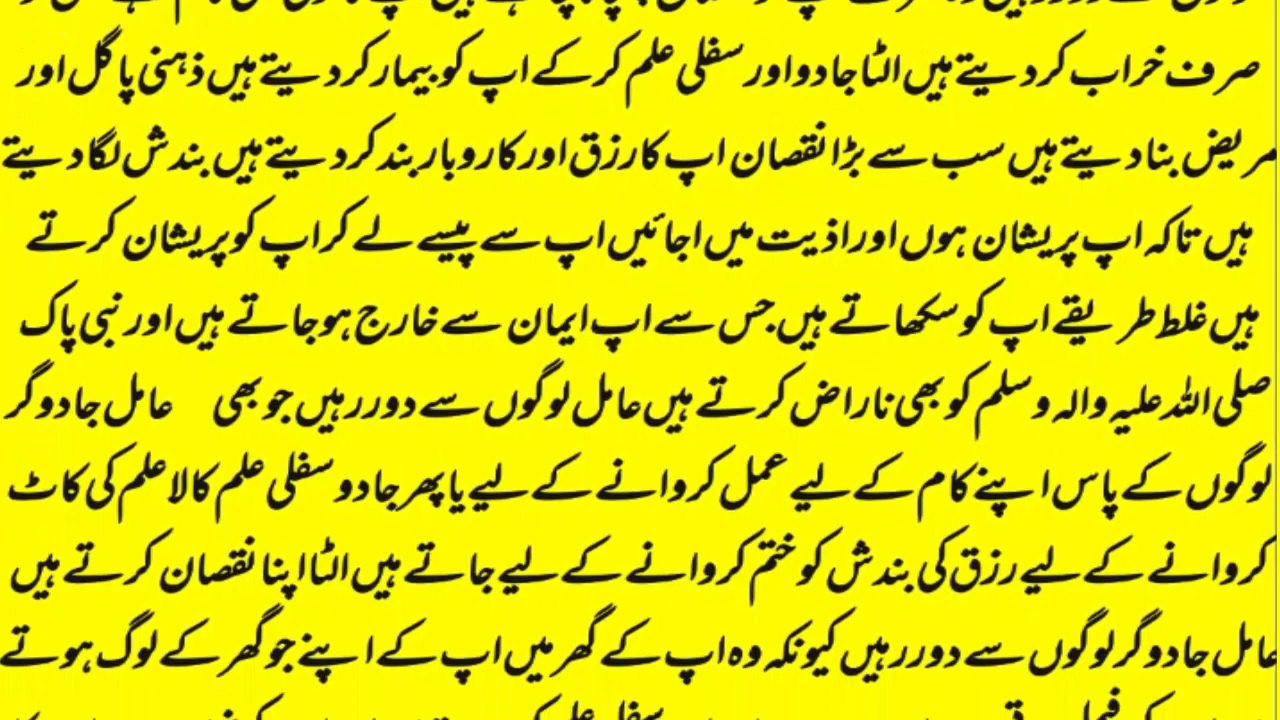 صرف خراب کر دیتے ہیں الٹا جادو اور سفلی علم کر کے اپ کو بیمار کر دیتے ہیں ذہنی پاگل اور
مریض بنا دیتے ہیں سب سے بڑا نقصان اپ کا رزق اور کاروبار بند کر دیتے ہیں بندش لگا دیتے
ہیں تاکہ اپ پریشان ہوں اور اذیت میں اجائیں اپ سے پیسے لے کر اپ کو پریشان کرتے
ہیں غلط طریقے اپ کو سکھاتے ہیں جس سے اپ ایمان سے خارج ہو جاتے ہیں اور نبی پاک
صلی اللہ علیہ والہ وسلم کو بھی ناراض کرتے ہیں عامل لوگوں سے دور رہیں جو بھی عامل جادوگر
لوگوں کے پاس اپنے کام کے لیے عمل کروانے کے لیے یا پھر جادو سفلی علم کالا علم کی کاٹ
کروانے کے لیے رزق کی بندش کو ختم کروانے کے لیے جاتے ہیں الٹا اپنا نقصان کرتے ہیں
عامل جادوگر لوگوں سے دور رہیں کیونکہ وہ اپ کے گھر میں اپ کے اپنے جو گھر کے لوگ ہوتے